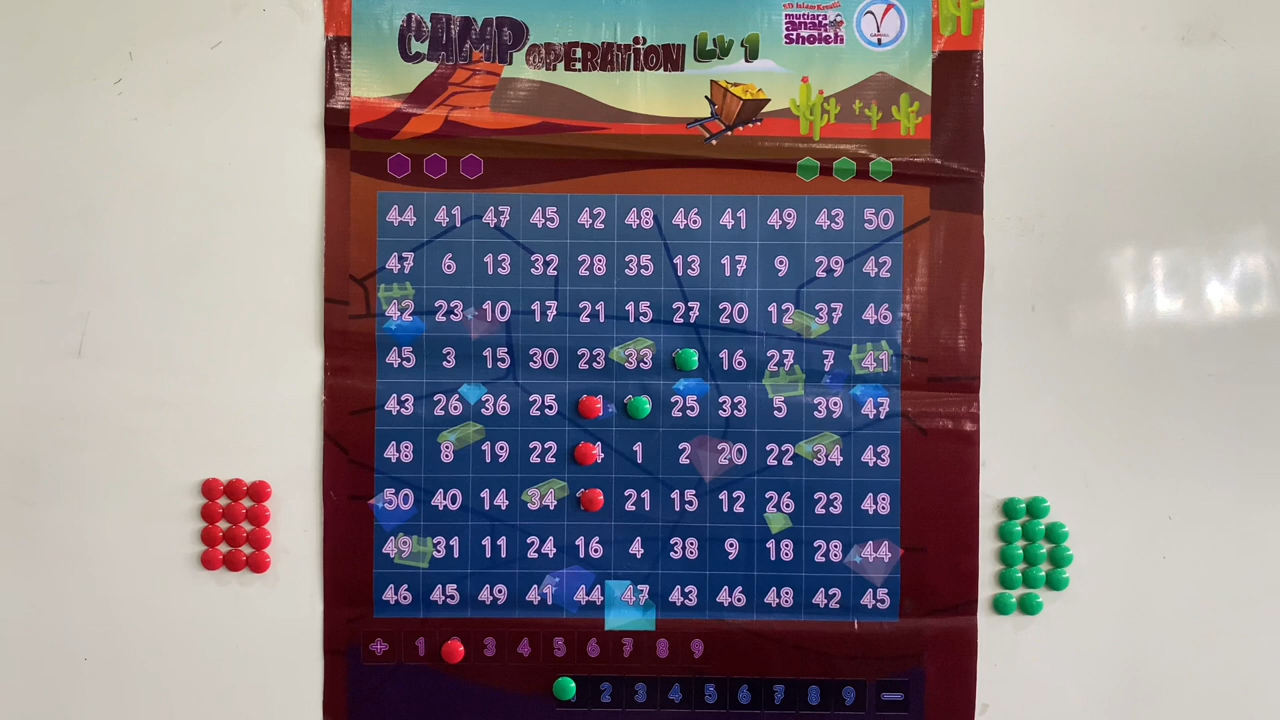 CAMP OPERATION LV 1
SD Islam Kreatif
mutiara
anak
Sholeh
GAMING
44 41 47 45 42 48 46 41 49 43 50
47 6 13 32 28 35 13 17 9 29 42
42 23 10 17 21 15 27 20 12 37 46
45 3 15 30 23 33 16 27 7 41
43 26 36 25 25 33 5 39 47
48 8 19 22 1 2 20 22 34 43
50 40 14 34 21 15 12 26 23 48
49 31 11 24 16 4 38 9 18 28 44
46 45 49 41 44 47 43 46 48 42 45
+ 1 3 4 5 6 7 8 9
2 3 4 5 6 7 8 9 −